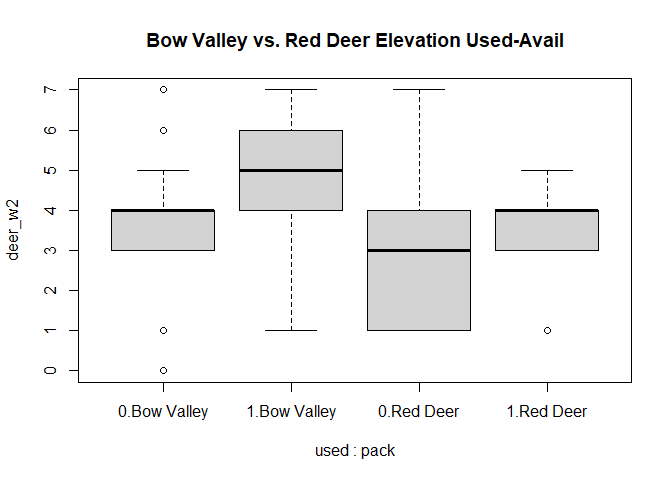 Bow Valley vs. Red Deer Elevation Used-Avail
7
6
5
4
3
2
1
0
deer_w2
0.Bow Valley 1.Bow Valley 0.Red Deer 1.Red Deer
used : pack